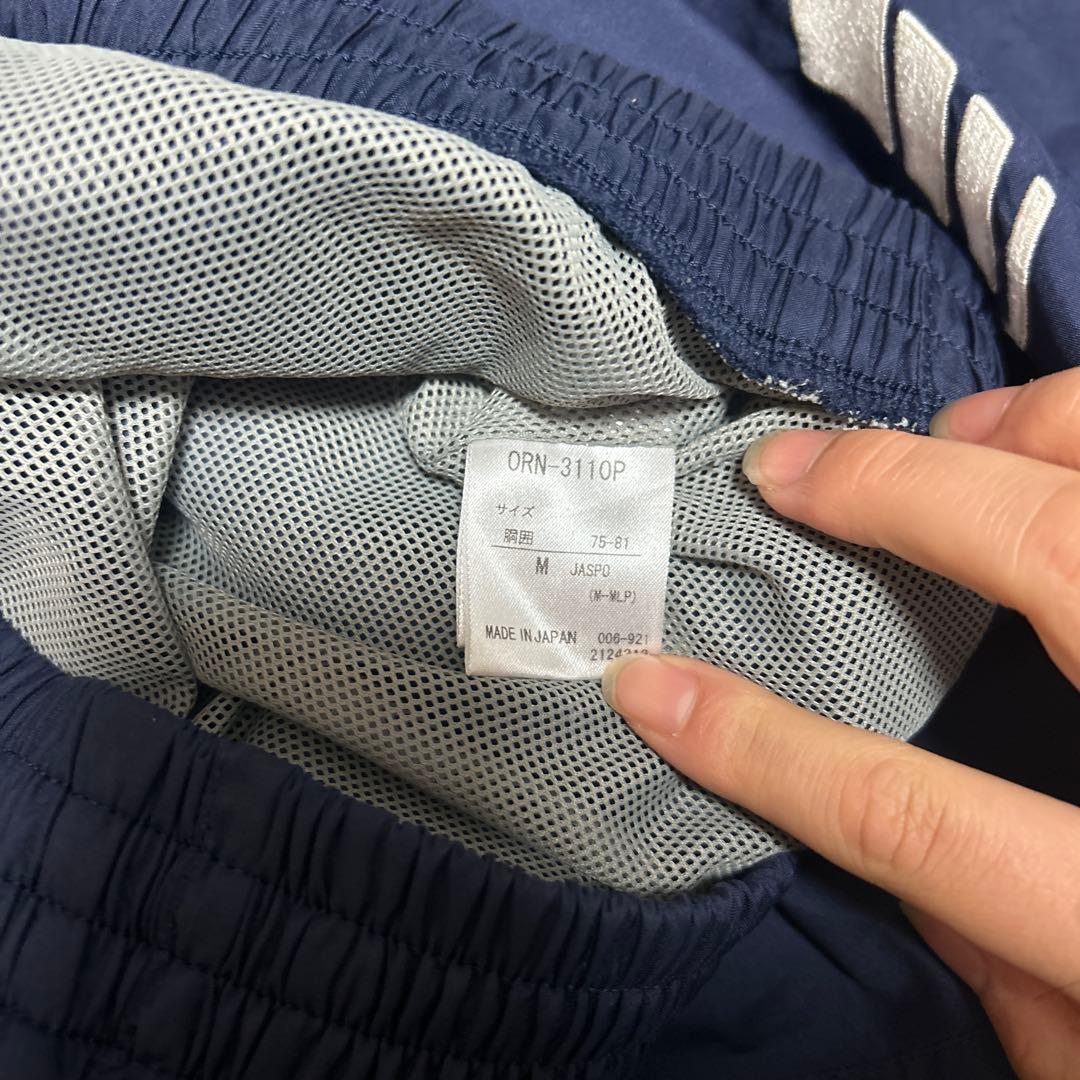 ORN-3110P
サイズ
胴囲 75-81
M JASPO
(M-MLP)
MADE IN JAPAN 006-921